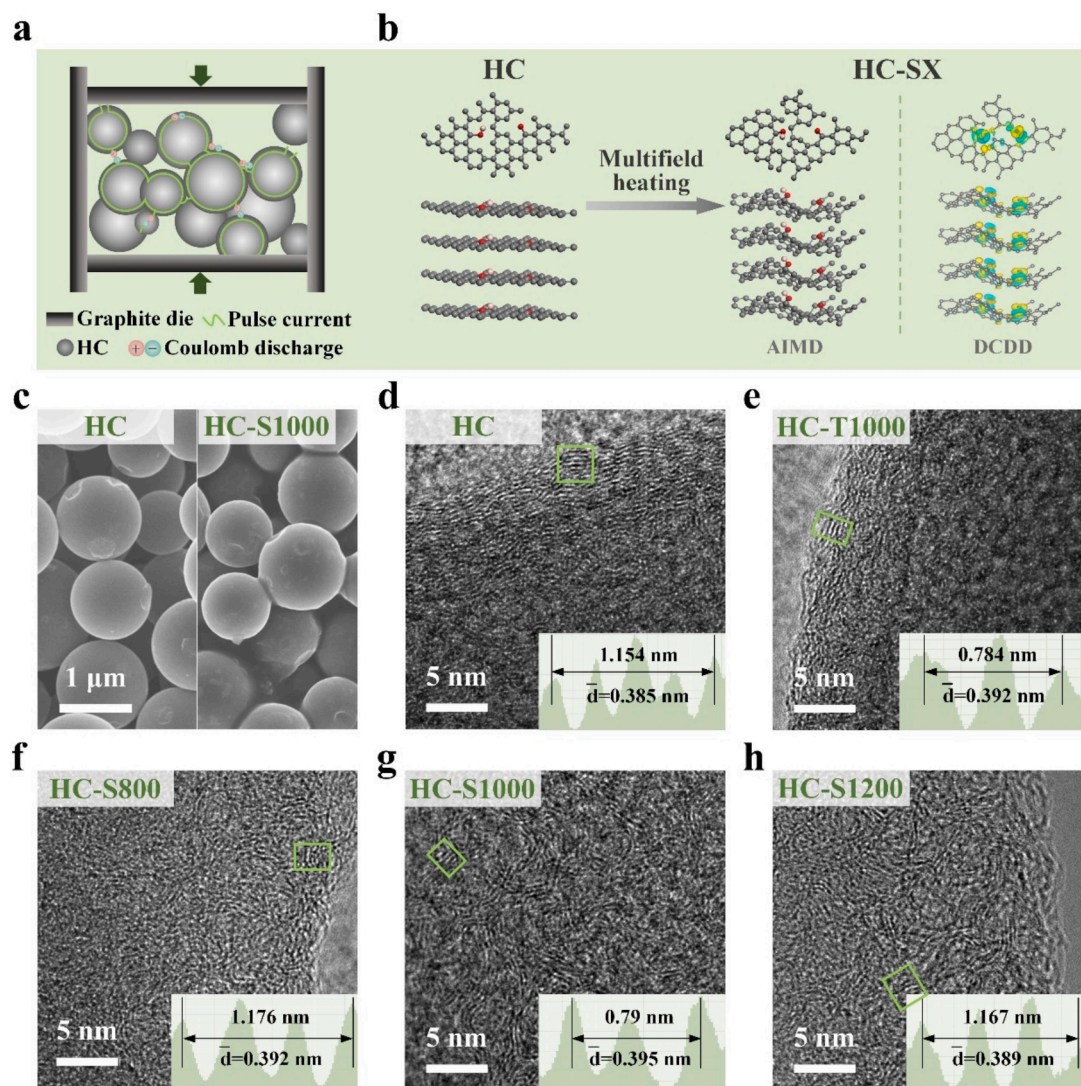 a
b
HC
HC-SX
Multifield
heating
AIMD
DCDD
Graphite die
Pulse current
HC
+ − Coulomb discharge
c
HC
HC-S1000
1 μm
d
HC
5 nm
1.154 nm
d̅=0.385 nm
e
HC-T1000
5 nm
0.784 nm
d̅=0.392 nm
f
HC-S800
5 nm
1.176 nm
d̅=0.392 nm
g
HC-S1000
5 nm
0.79 nm
d̅=0.395 nm
h
HC-S1200
5 nm
1.167 nm
d̅=0.389 nm